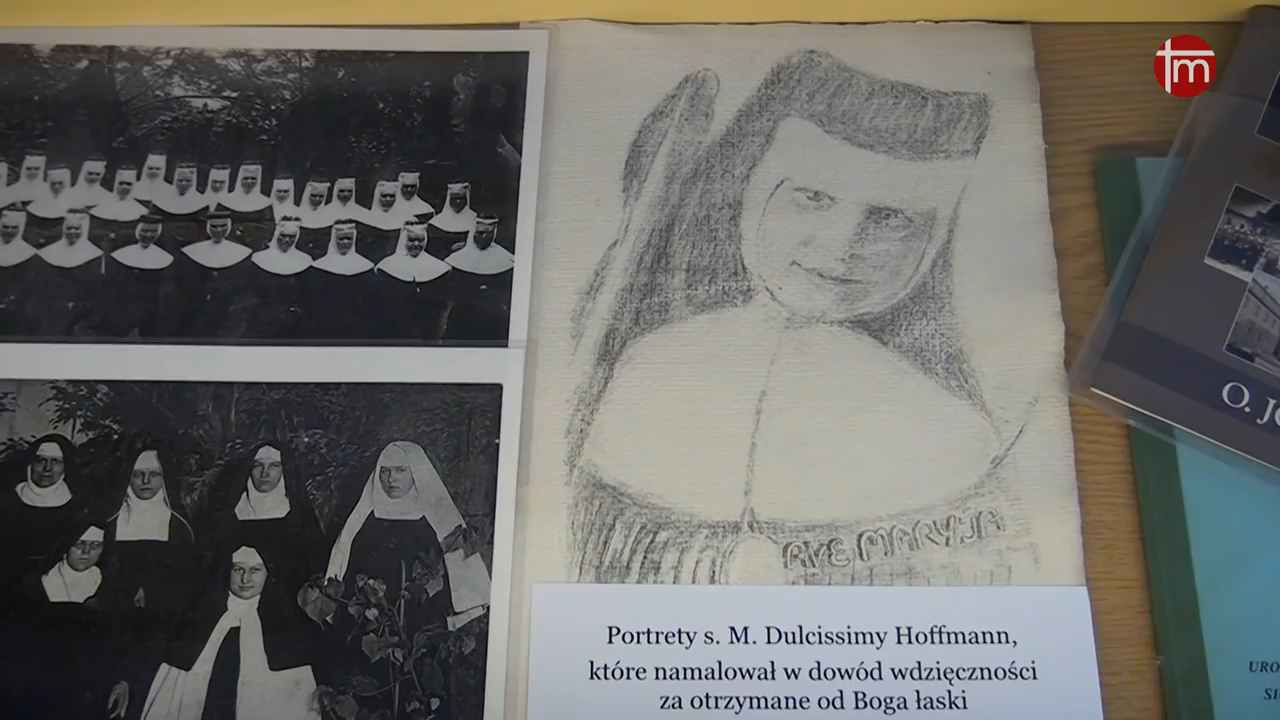 tm
AVE MARYJA
Portrety s. M. Dulcissimy Hoffmann,
które namalował w dowód wdzięczności
za otrzymane od Boga łaski
O. J